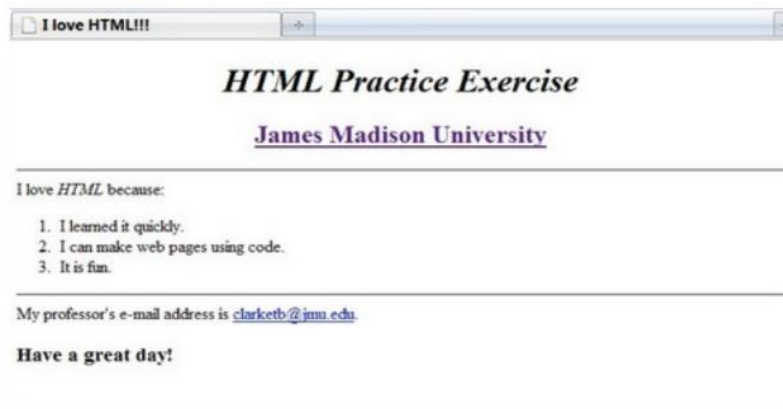 I love HTML!!!
HTML Practice Exercise
James Madison University
I love HTML because:
1. I learned it quickly.
2. I can make web pages using code.
3. It is fun.
My professor's e-mail address is clarketb@jmu.edu.
Have a great day!